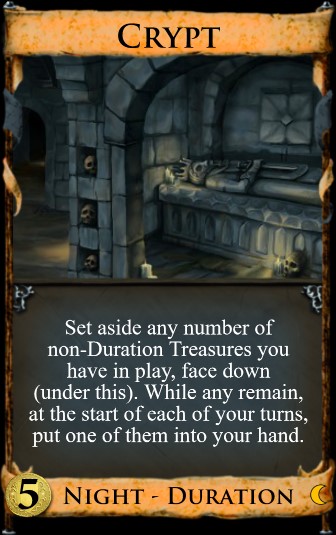 CRYPT
Set aside any number of
non-Duration Treasures you
have in play, face down
(under this). While any remain,
at the start of each of your turns,
put one of them into your hand.
5 NIGHT - DURATION